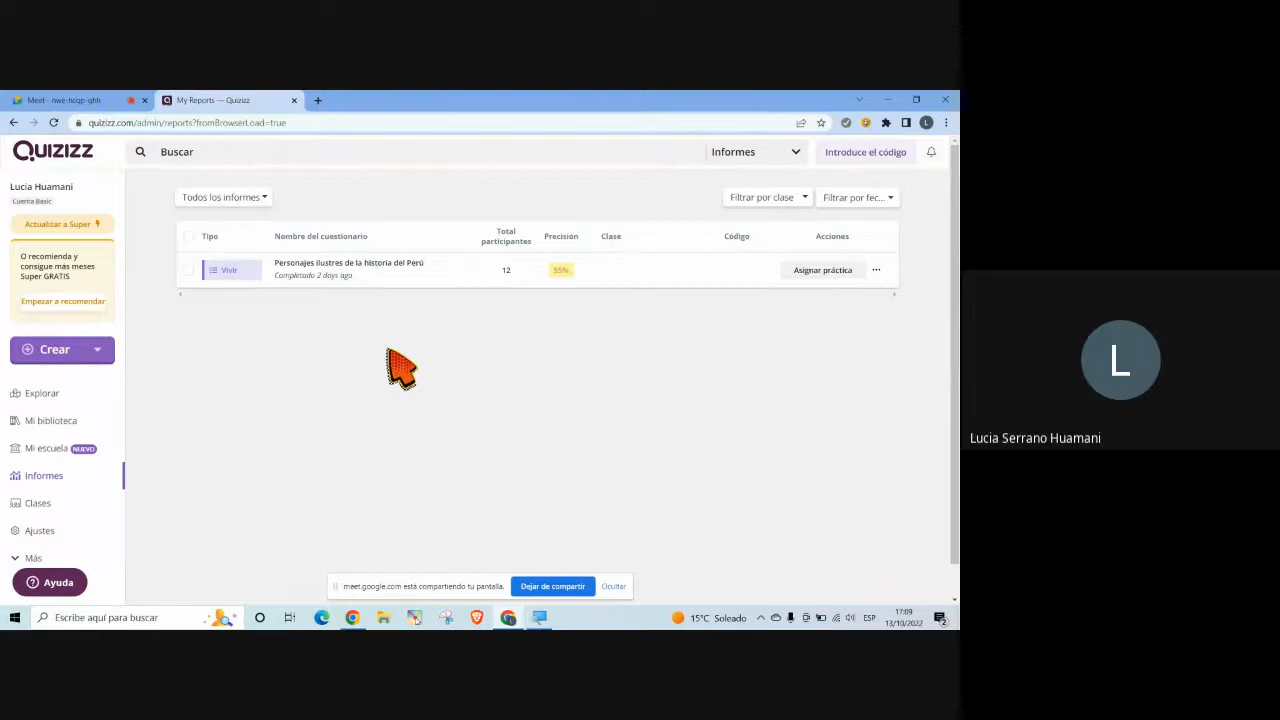 Meet - nwe-hcqp-qhh
My Reports — Quizizz
quizizz.com/admin/reports?fromBrowserLoad=true
L
QUIZIZZ
Buscar
Informes
Introduce el código
Lucia Huamani
Cuenta Basic
Actualizar a Super
O recomienda y
consigue más meses
Super GRATIS
Empezar a recomendar
Crear
Explorar
Mi biblioteca
Mi escuela NUEVO
Informes
Clases
Ajustes
Más
Ayuda
Todos los informes
Filtrar por clase
Filtrar por fec...
Tipo
Nombre del cuestionario
Total
participantes
Precisión
Clase
Código
Acciones
Vivir
Personajes ilustres de la historia del Perú
Completado 2 days ago
12
55%
Asignar práctica
meet.google.com está compartiendo tu pantalla.
Dejar de compartir
Ocultar
Escribe aquí para buscar
15°C Soleado
ESP
17:09
13/10/2022
2
L
Lucia Serrano Huamani